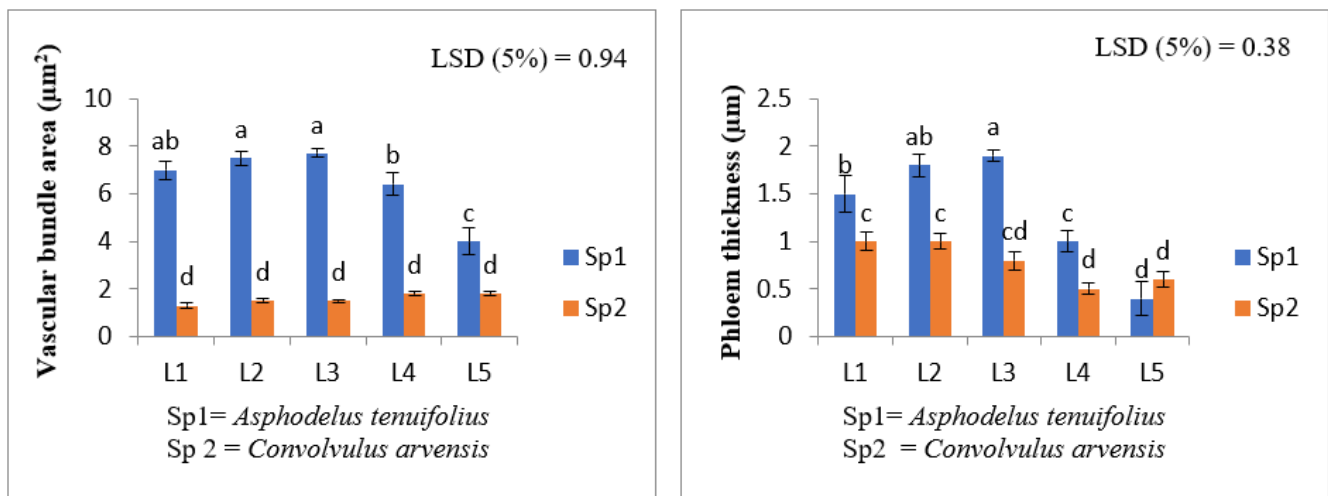 LSD (5%) = 0.94
Vascular bundle area (µm²)
10
8
6
4
2
0
ab
a
a
b
c
d
d
d
d
d
Sp1
Sp2
L1 L2 L3 L4 L5
Sp1= Asphodelus tenuifolius
Sp 2 = Convolvulus arvensis
LSD (5%) = 0.38
Phloem thickness (µm)
2.5
2
1.5
1
0.5
0
b
ab
a
c
d
c
c
cd
d
d
Sp1
Sp2
L1 L2 L3 L4 L5
Sp1= Asphodelus tenuifolius
Sp2 = Convolvulus arvensis